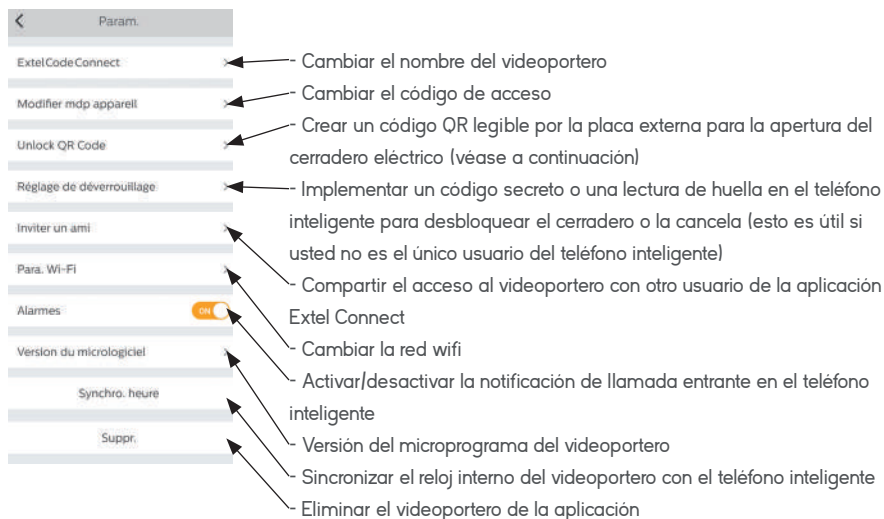 Param.
Extel Code Connect
Modifier mdp appareil
Unlock QR Code
Réglage de déverrouillage
Inviter un ami
Para. Wi-Fi
Alarmes ON
Version du micrologiciel
Synchro. heure
Suppr.
- Cambiar el nombre del videoportero
- Cambiar el código de acceso
- Crear un código QR legible por la placa externa para la apertura del
cerradero eléctrico (véase a continuación)
- Implementar un código secreto o una lectura de huella en el teléfono
inteligente para desbloquear el cerradero o la cancela (esto es útil si
usted no es el único usuario del teléfono inteligente)
- Compartir el acceso al videoportero con otro usuario de la aplicación
Extel Connect
- Cambiar la red wifi
- Activar/desactivar la notificación de llamada entrante en el teléfono
inteligente
- Versión del microprograma del videoportero
- Sincronizar el reloj interno del videoportero con el teléfono inteligente
- Eliminar el videoportero de la aplicación